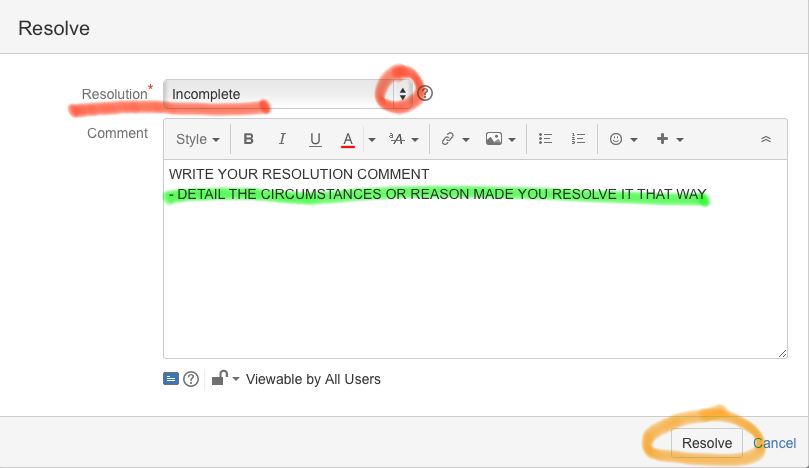 Resolve
Resolution* Incomplete
Comment
Style B I U A ªA
WRITE YOUR RESOLUTION COMMENT
- DETAIL THE CIRCUMSTANCES OR REASON MADE YOU RESOLVE IT THAT WAY
Viewable by All Users
Resolve Cancel